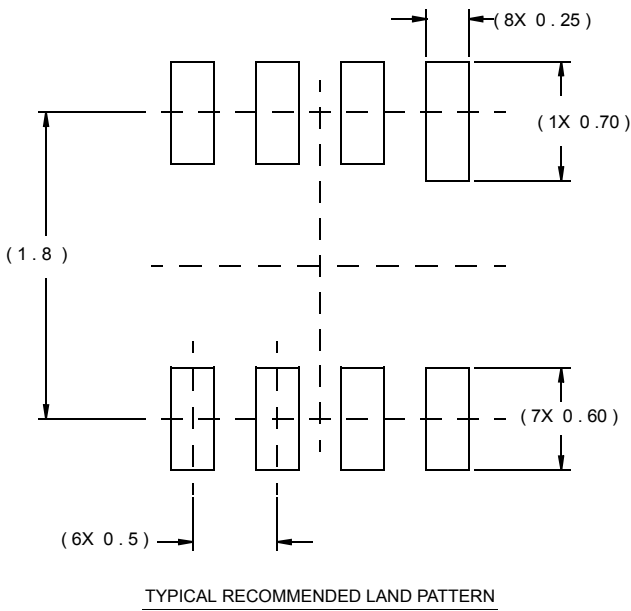 ( 8X 0 . 25 )
( 1X 0 . 70 )
( 1 . 8 )
( 7X 0 . 60 )
( 6X 0 . 5 )
TYPICAL RECOMMENDED LAND PATTERN